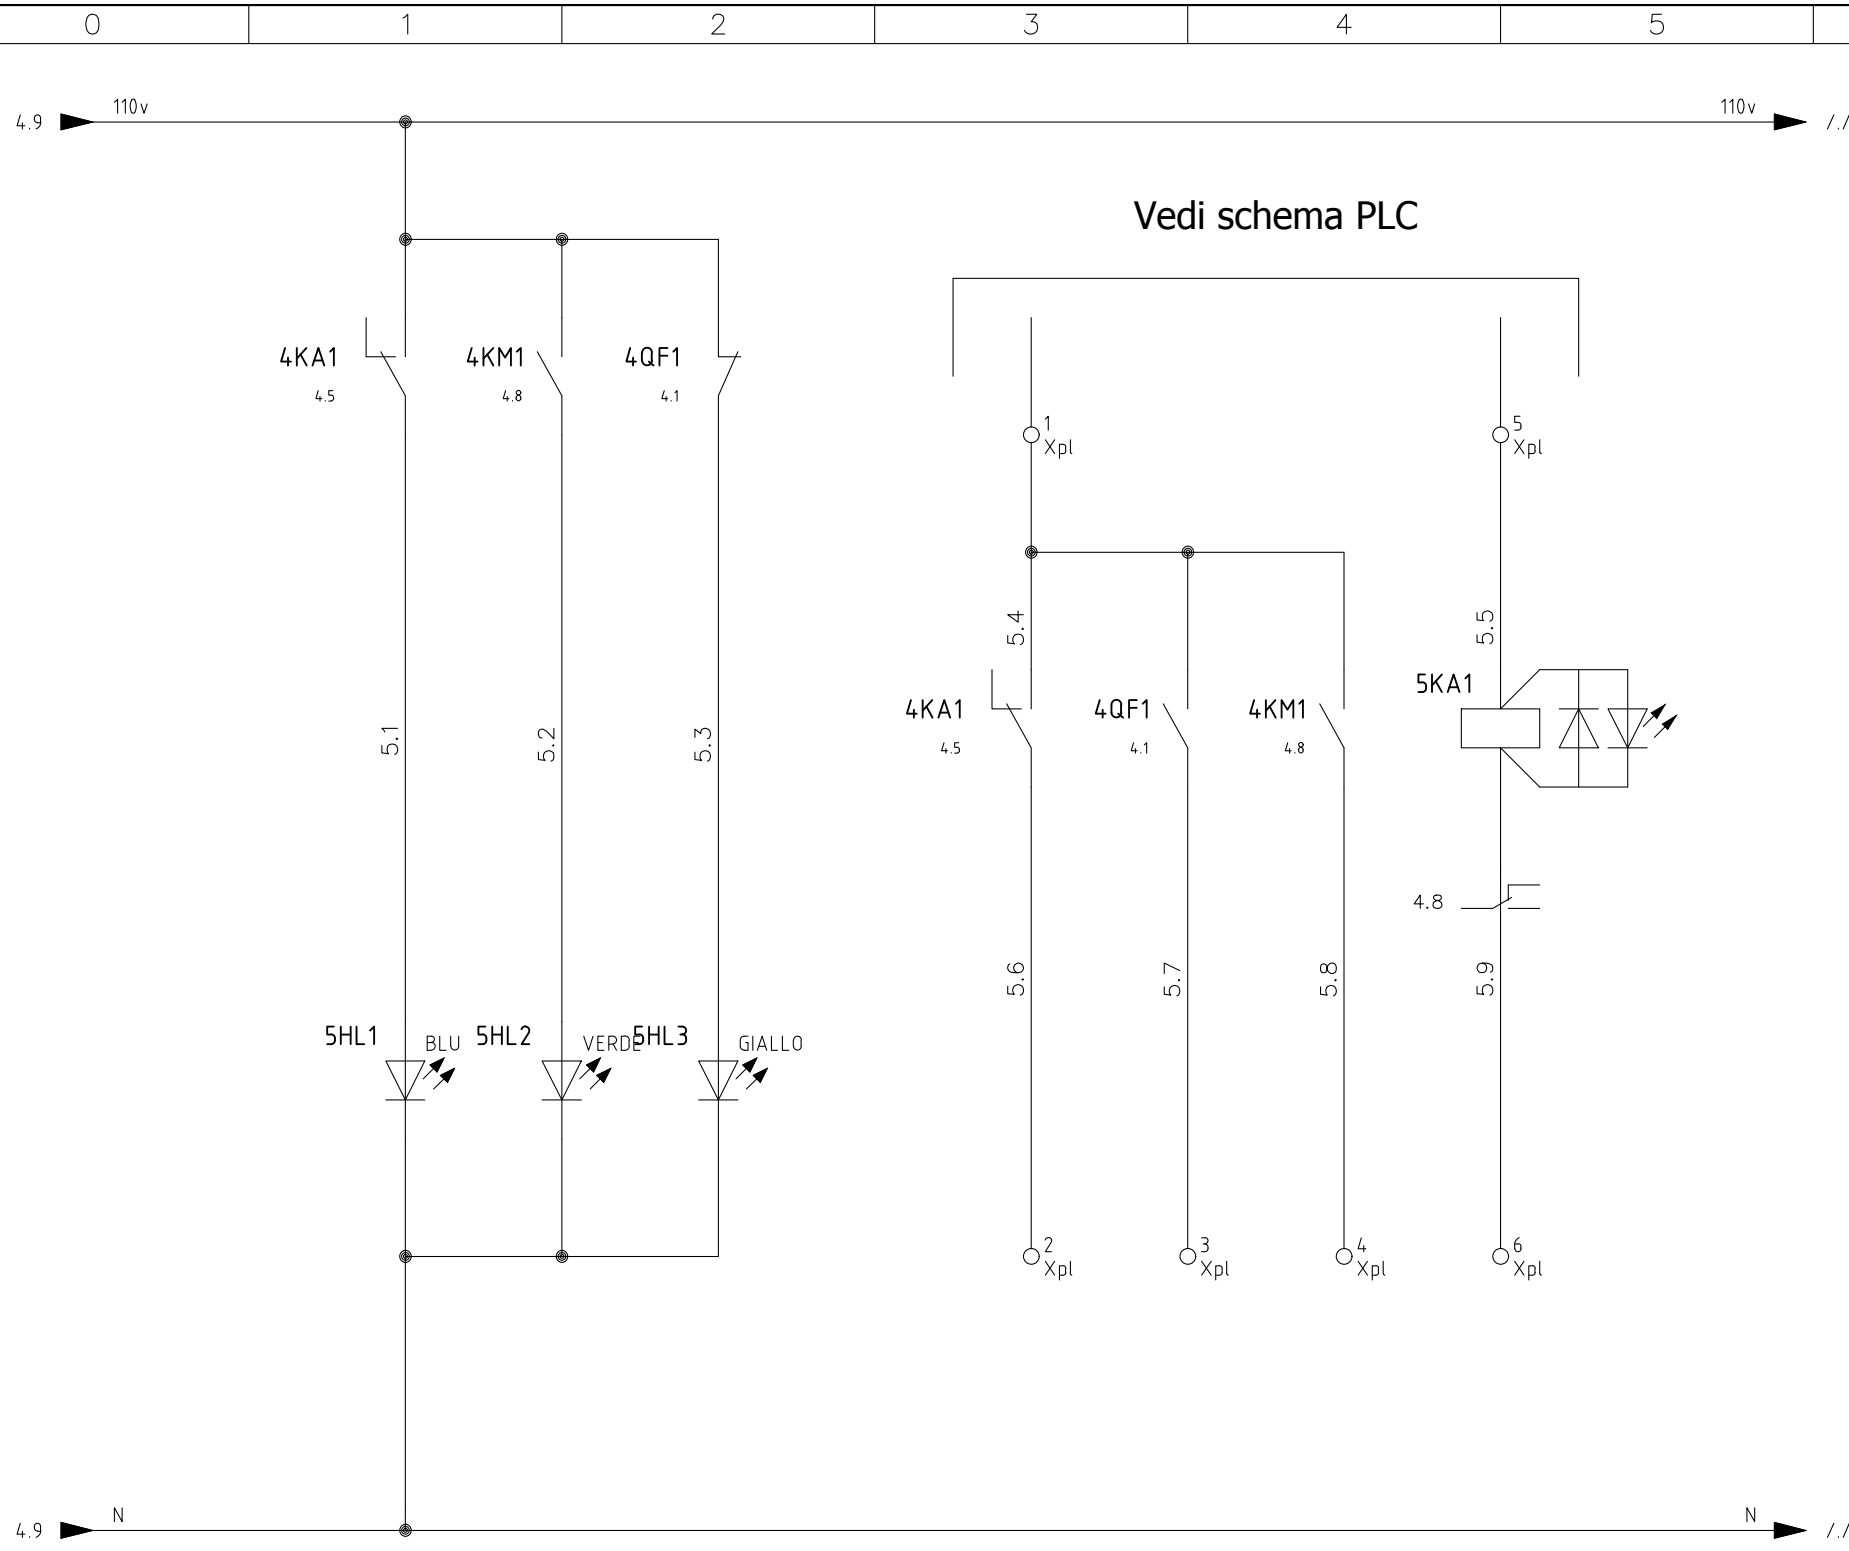 0 1 2 3 4 5
4.9 110v 110v /./
Vedi schema PLC
4KA1 4KM1 4QF1
4.5 4.8 4.1
1 5
Xpl Xpl
5.4 5.5
5KA1
4KA1 4QF1 4KM1
5.1 5.2 5.3
4.5 4.1 4.8
4.8
5.6 5.7 5.8 5.9
5HL1 BLU 5HL2 VERDE 5HL3 GIALLO
2 3 4 6
Xpl Xpl Xpl Xpl
4.9 N N /./